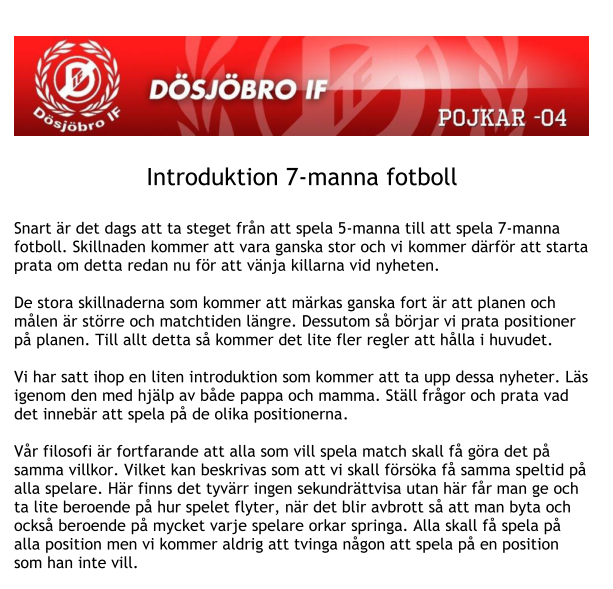 Dösjöbro IF
DÖSJÖBRO IF
POJKAR -04
Introduktion 7-manna fotboll
Snart är det dags att ta steget från att spela 5-manna till att spela 7-manna
fotboll. Skillnaden kommer att vara ganska stor och vi kommer därför att starta
prata om detta redan nu för att vänja killarna vid nyheten.
De stora skillnaderna som kommer att märkas ganska fort är att planen och
målen är större och matchtiden längre. Dessutom så börjar vi prata positioner
på planen. Till allt detta så kommer det lite fler regler att hålla i huvudet.
Vi har satt ihop en liten introduktion som kommer att ta upp dessa nyheter. Läs
igenom den med hjälp av både pappa och mamma. Ställ frågor och prata vad
det innebär att spela på de olika positionerna.
Vår filosofi är fortfarande att alla som vill spela match skall få göra det på
samma villkor. Vilket kan beskrivas som att vi skall försöka få samma speltid på
alla spelare. Här finns det tyvärr ingen sekundrättvisa utan här får man ge och
ta lite beroende på hur spelet flyter, när det blir avbrott så att man byta och
också beroende på mycket varje spelare orkar springa. Alla skall få spela på
alla position men vi kommer aldrig att tvinga någon att spela på en position
som han inte vill.